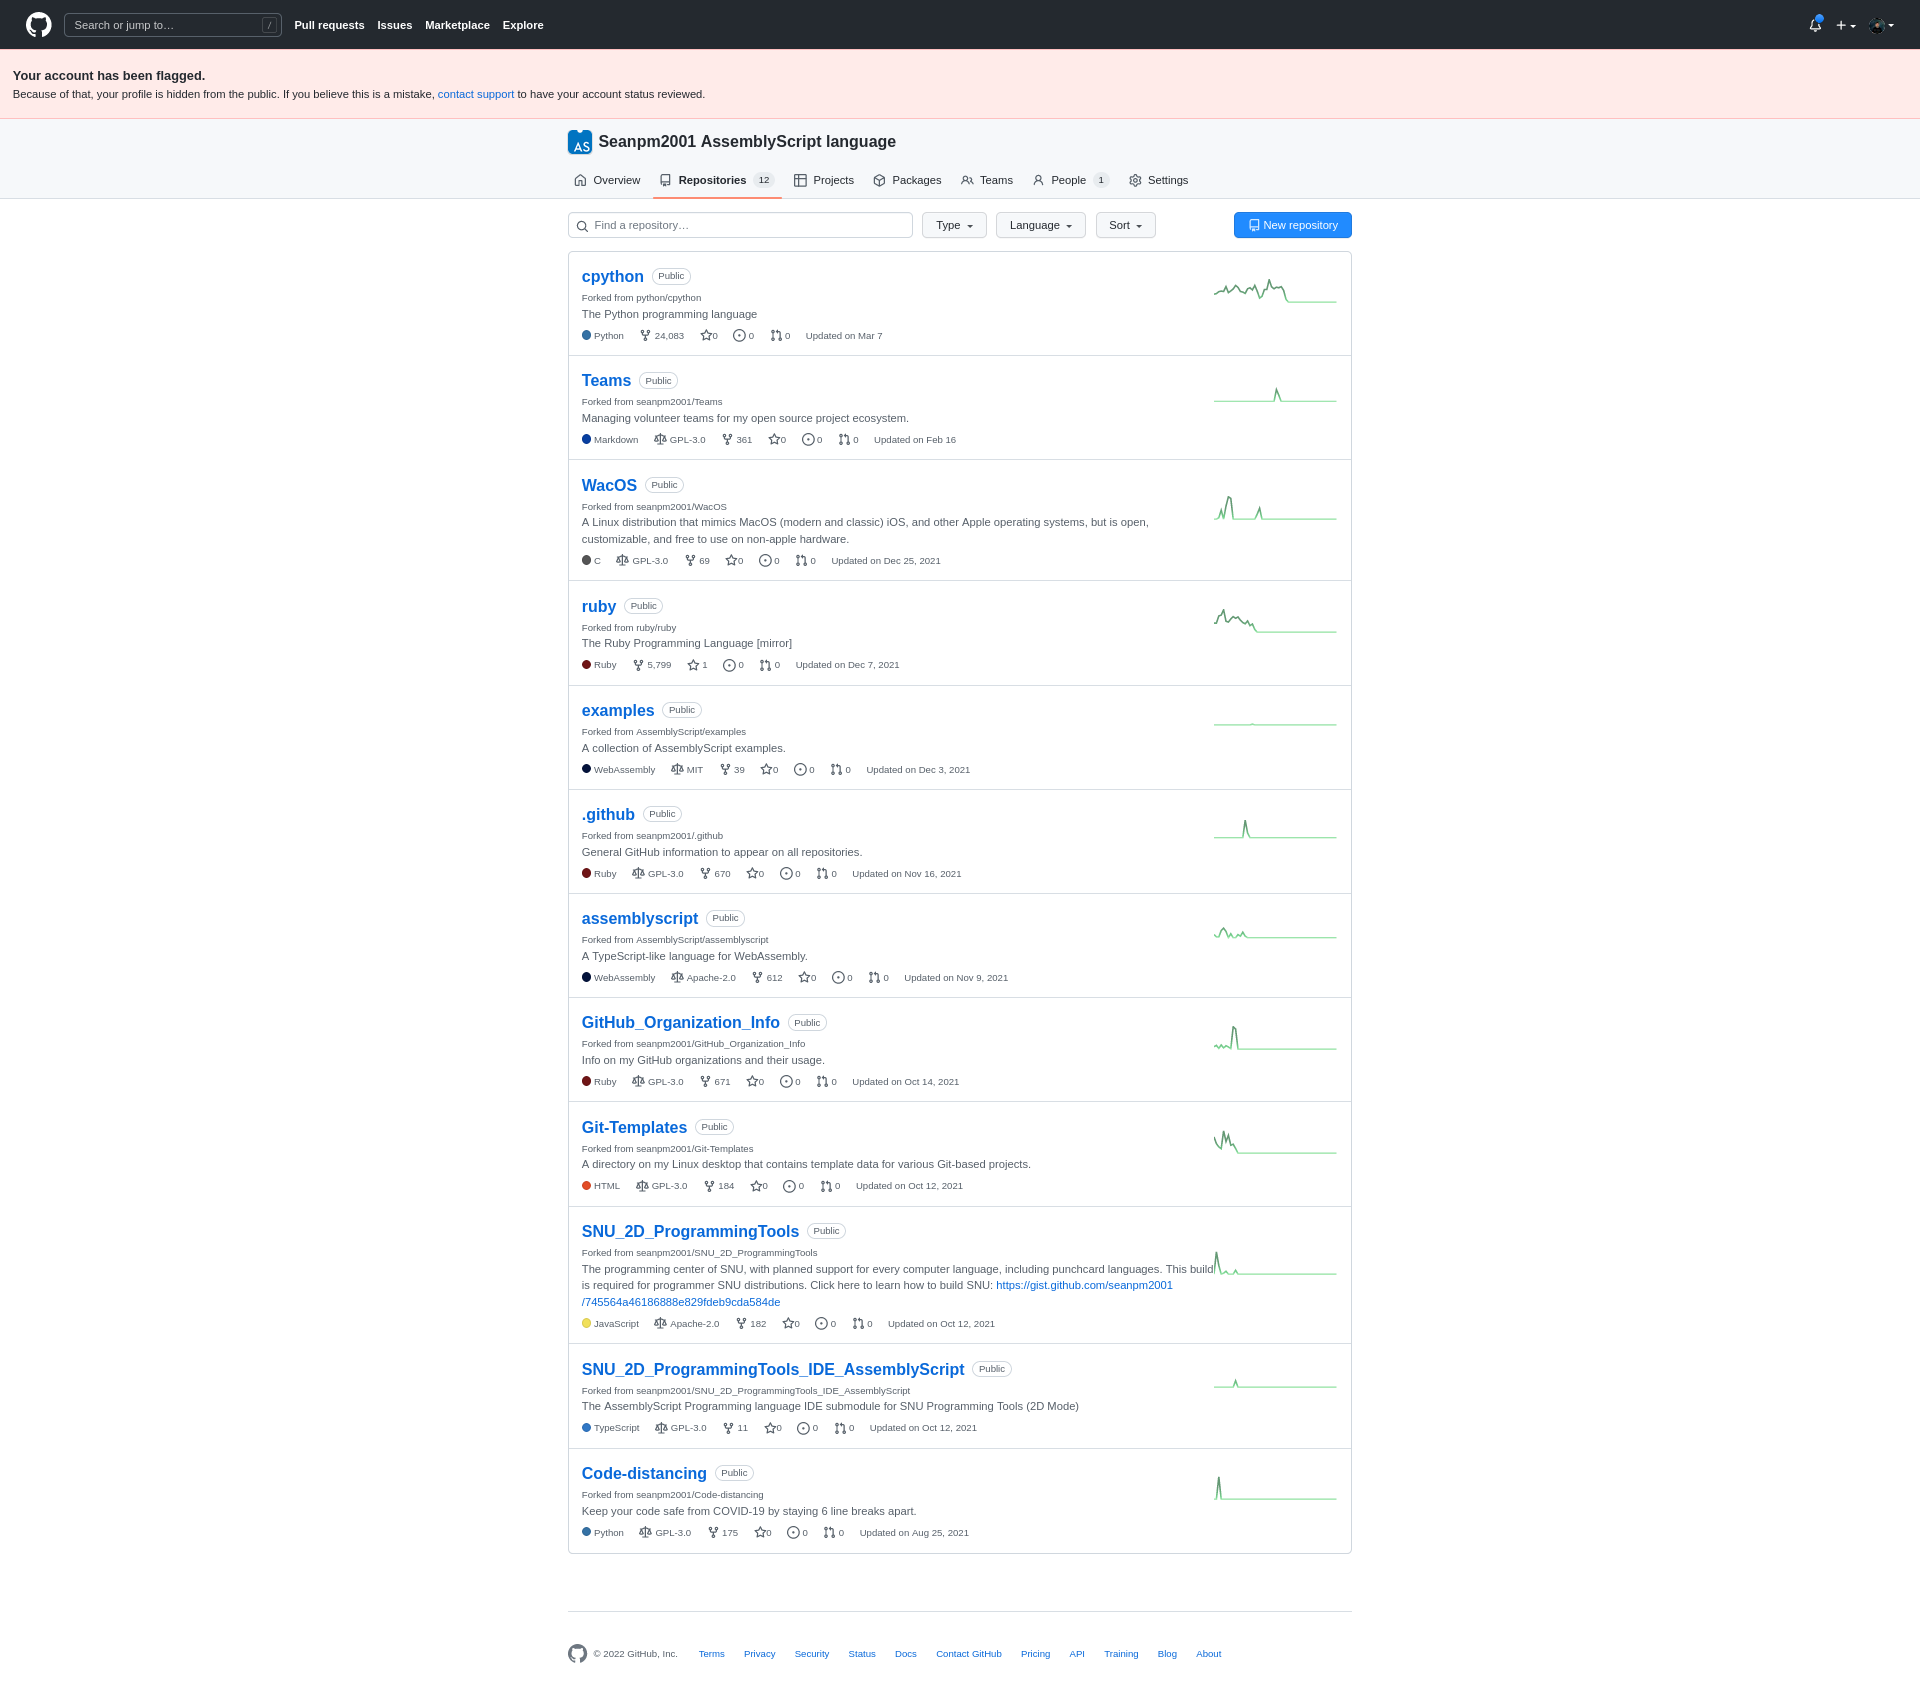 Search or jump to…
/
Pull requests
Issues
Marketplace
Explore
Your account has been flagged.
Because of that, your profile is hidden from the public. If you believe this is a mistake, contact support to have your account status reviewed.
AS
Seanpm2001 AssemblyScript language
Overview
Repositories 12
Projects
Packages
Teams
People 1
Settings
Find a repository…
Type
Language
Sort
New repository
cpython Public
Forked from python/cpython
The Python programming language
Python 24,083 0 0 0 Updated on Mar 7
Teams Public
Forked from seanpm2001/Teams
Managing volunteer teams for my open source project ecosystem.
Markdown GPL-3.0 361 0 0 0 Updated on Feb 16
WacOS Public
Forked from seanpm2001/WacOS
A Linux distribution that mimics MacOS (modern and classic) iOS, and other Apple operating systems, but is open,
customizable, and free to use on non-apple hardware.
C GPL-3.0 69 0 0 0 Updated on Dec 25, 2021
ruby Public
Forked from ruby/ruby
The Ruby Programming Language [mirror]
Ruby 5,799 1 0 0 Updated on Dec 7, 2021
examples Public
Forked from AssemblyScript/examples
A collection of AssemblyScript examples.
WebAssembly MIT 39 0 0 0 Updated on Dec 3, 2021
.github Public
Forked from seanpm2001/.github
General GitHub information to appear on all repositories.
Ruby GPL-3.0 670 0 0 0 Updated on Nov 16, 2021
assemblyscript Public
Forked from AssemblyScript/assemblyscript
A TypeScript-like language for WebAssembly.
WebAssembly Apache-2.0 612 0 0 0 Updated on Nov 9, 2021
GitHub_Organization_Info Public
Forked from seanpm2001/GitHub_Organization_Info
Info on my GitHub organizations and their usage.
Ruby GPL-3.0 671 0 0 0 Updated on Oct 14, 2021
Git-Templates Public
Forked from seanpm2001/Git-Templates
A directory on my Linux desktop that contains template data for various Git-based projects.
HTML GPL-3.0 184 0 0 0 Updated on Oct 12, 2021
SNU_2D_ProgrammingTools Public
Forked from seanpm2001/SNU_2D_ProgrammingTools
The programming center of SNU, with planned support for every computer language, including punchcard languages. This build
is required for programmer SNU distributions. Click here to learn how to build SNU: https://gist.github.com/seanpm2001
/745564a46186888e829fdeb9cda584de
JavaScript Apache-2.0 182 0 0 0 Updated on Oct 12, 2021
SNU_2D_ProgrammingTools_IDE_AssemblyScript Public
Forked from seanpm2001/SNU_2D_ProgrammingTools_IDE_AssemblyScript
The AssemblyScript Programming language IDE submodule for SNU Programming Tools (2D Mode)
TypeScript GPL-3.0 11 0 0 0 Updated on Oct 12, 2021
Code-distancing Public
Forked from seanpm2001/Code-distancing
Keep your code safe from COVID-19 by staying 6 line breaks apart.
Python GPL-3.0 175 0 0 0 Updated on Aug 25, 2021
© 2022 GitHub, Inc.
Terms
Privacy
Security
Status
Docs
Contact GitHub
Pricing
API
Training
Blog
About